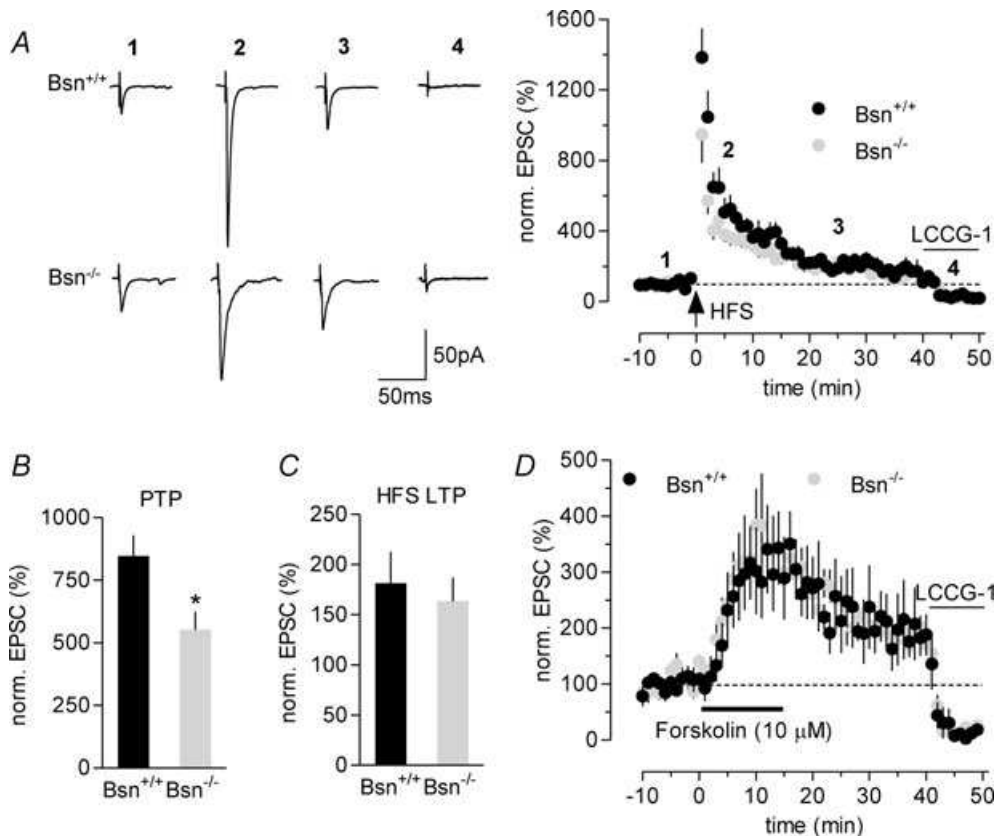 A
1 2 3 4
Bsn+/+
Bsn-/-
50pA
50ms
norm. EPSC (%)
1600
1200
800
400
0
Bsn+/+
Bsn-/-
1
2
3
LCCG-1
4
HFS
-10 0 10 20 30 40 50
time (min)
B
PTP
norm. EPSC (%)
1000
750
500
250
0
*
Bsn+/+ Bsn-/-
C
HFS LTP
norm. EPSC (%)
250
200
150
100
50
0
Bsn+/+ Bsn-/-
D
norm. EPSC (%)
500
400
300
200
100
0
Bsn+/+ Bsn-/-
LCCG-1
Forskolin (10 μM)
-10 0 10 20 30 40 50
time (min)